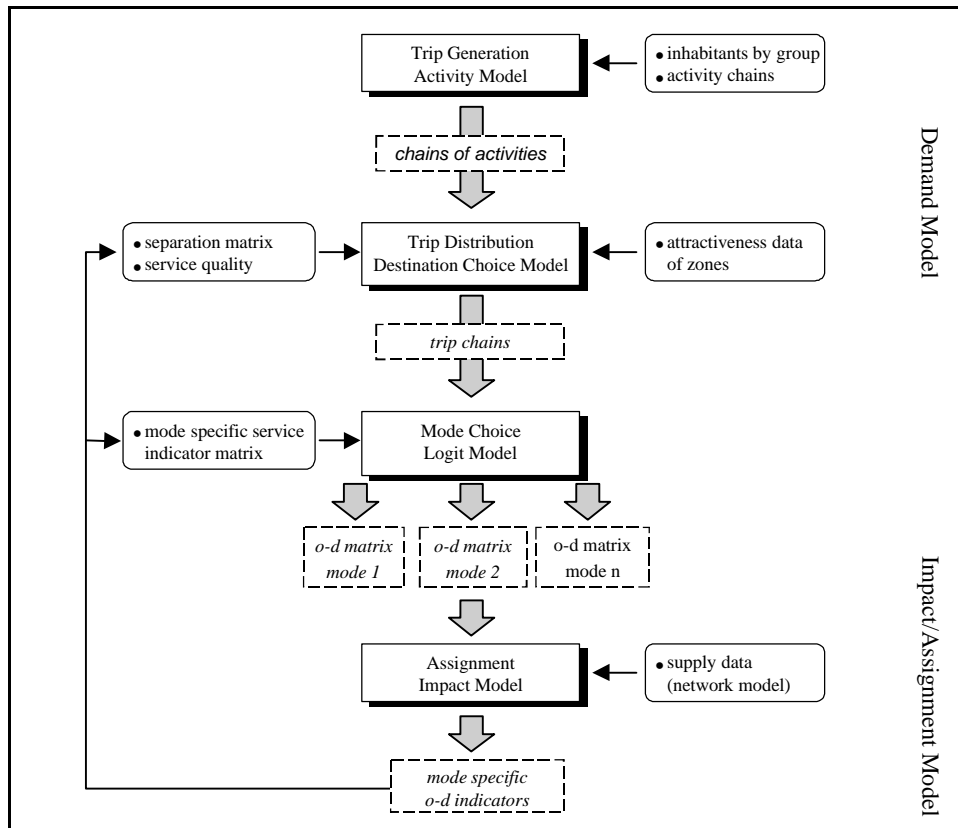 Trip Generation
Activity Model
• inhabitants by group
• activity chains
chains of activities
• separation matrix
• service quality
Trip Distribution
Destination Choice Model
• attractiveness data
of zones
trip chains
• mode specific service
indicator matrix
Mode Choice
Logit Model
o-d matrix
mode 1
o-d matrix
mode 2
o-d matrix
mode n
Assignment
Impact Model
• supply data
(network model)
mode specific
o-d indicators
Demand Model
Impact/Assignment Model